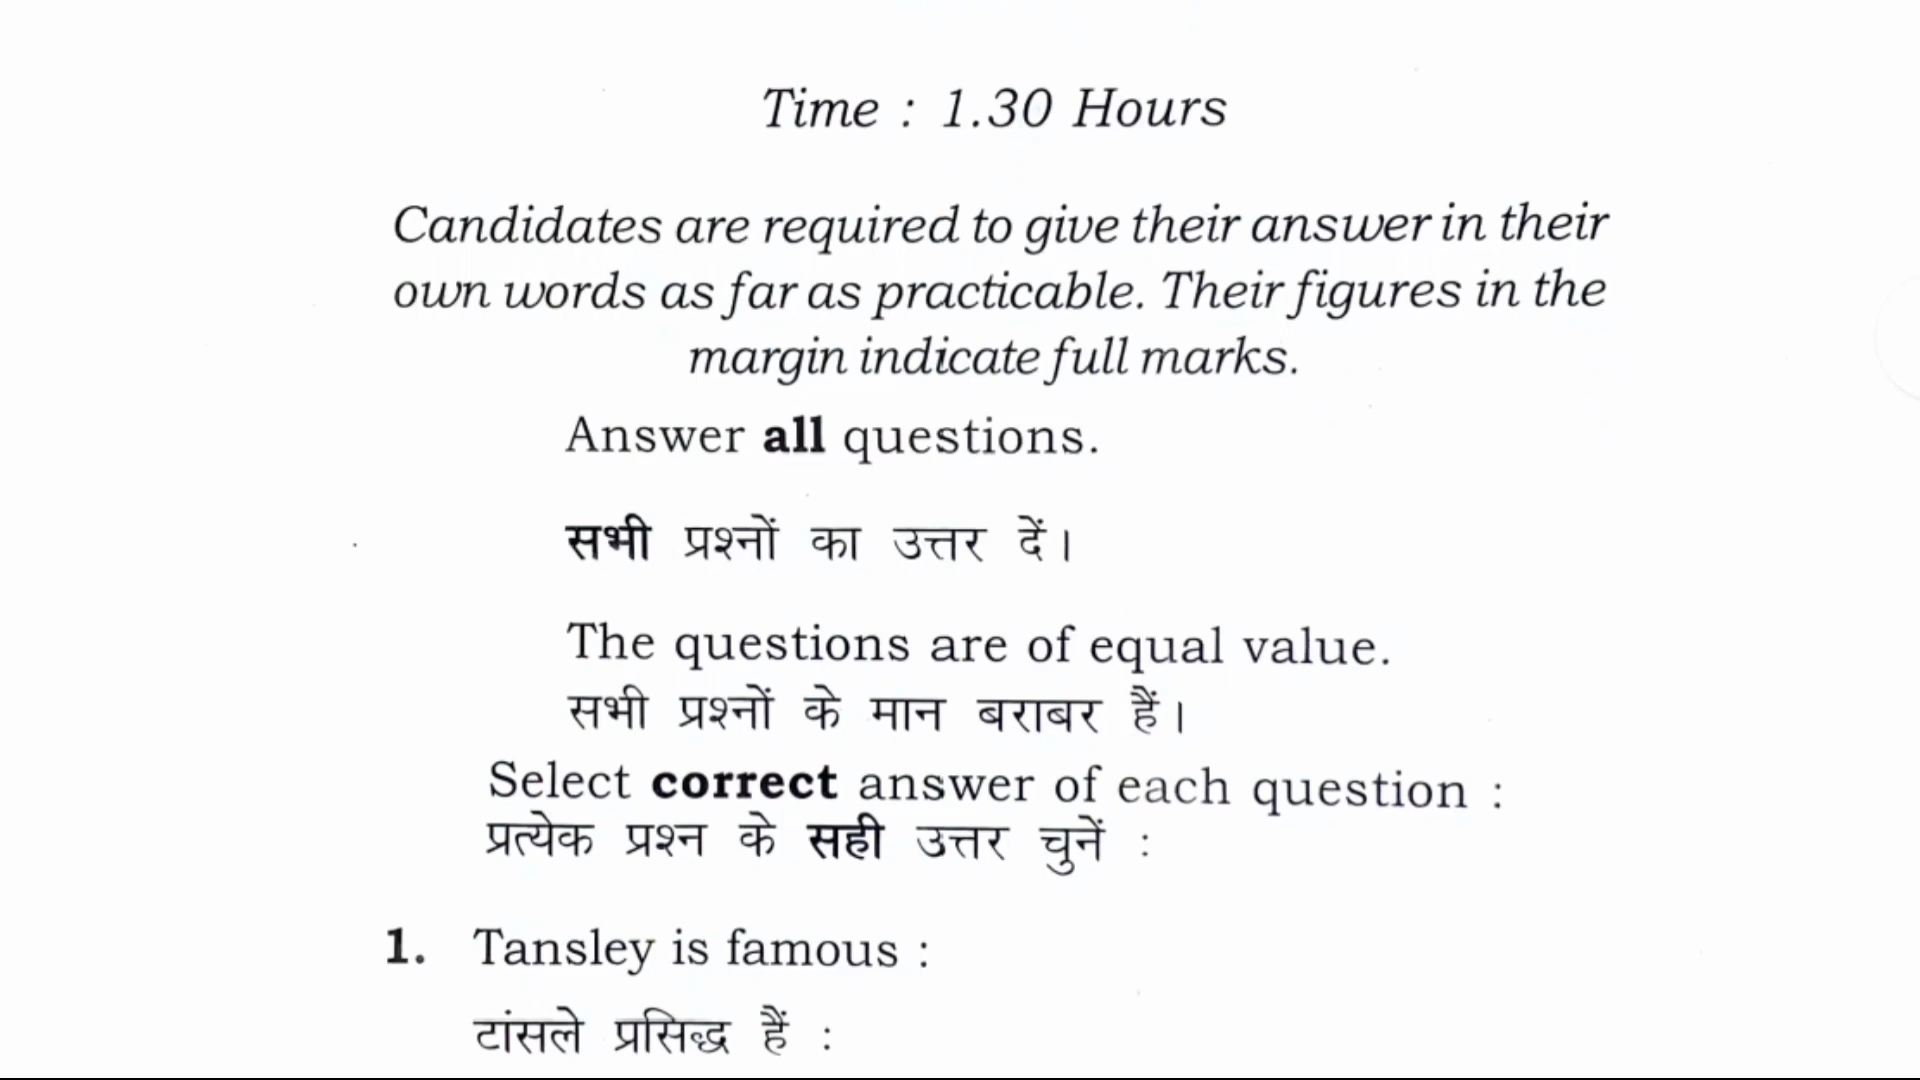 Time : 1.30 Hours
Candidates are required to give their answer in their
own words as far as practicable. Their figures in the
margin indicate full marks.
Answer all questions.
सभी प्रश्नों का उत्तर दें।
The questions are of equal value.
सभी प्रश्नों के मान बराबर हैं।
Select correct answer of each question :
प्रत्येक प्रश्न के सही उत्तर चुनें :
1. Tansley is famous :
टांसले प्रसिद्ध हैं :